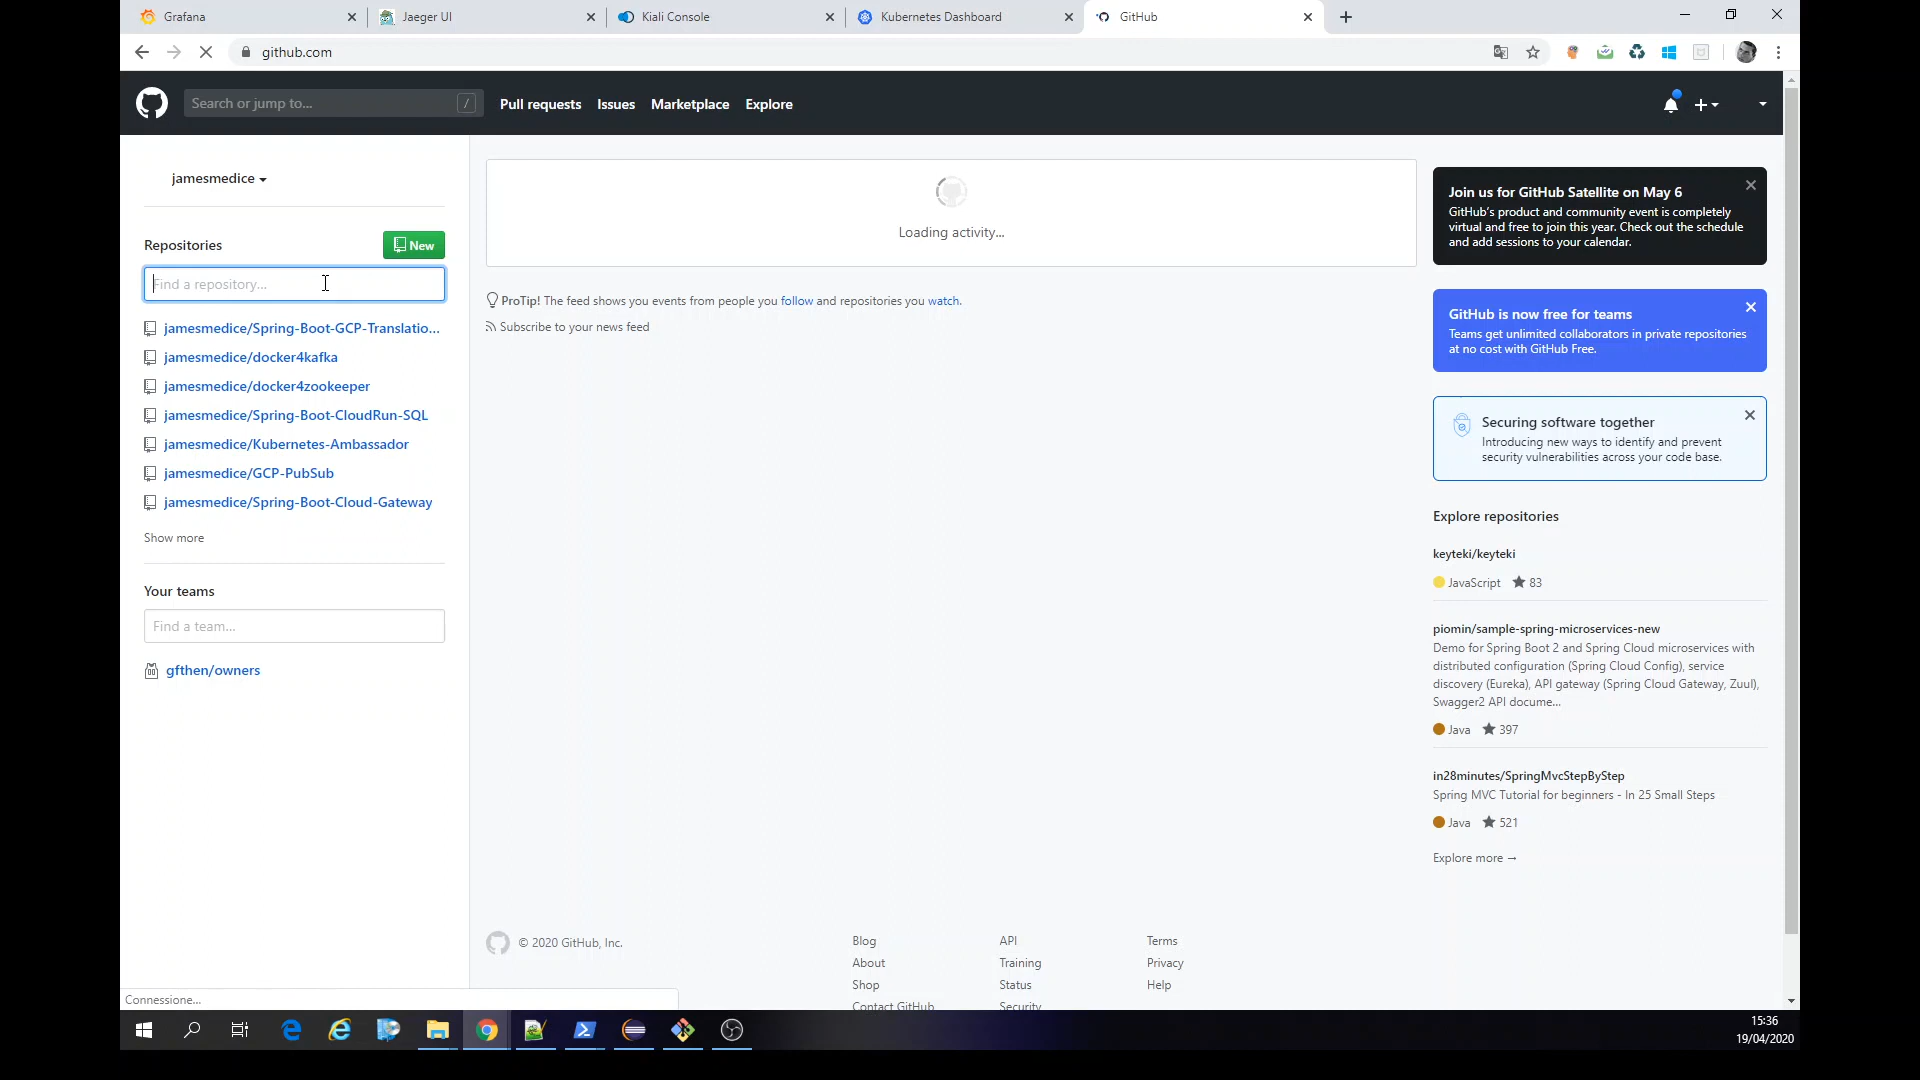 Grafana
Jaeger UI
Kiali Console
Kubernetes Dashboard
GitHub
github.com
Search or jump to...
/
Pull requests
Issues
Marketplace
Explore
jamesmedice
Repositories
New
Find a repository...
jamesmedice/Spring-Boot-GCP-Translatio...
jamesmedice/docker4kafka
jamesmedice/docker4zookeeper
jamesmedice/Spring-Boot-CloudRun-SQL
jamesmedice/Kubernetes-Ambassador
jamesmedice/GCP-PubSub
jamesmedice/Spring-Boot-Cloud-Gateway
Show more
Your teams
Find a team...
gfthen/owners
Loading activity...
ProTip! The feed shows you events from people you follow and repositories you watch.
Subscribe to your news feed
Join us for GitHub Satellite on May 6
GitHub's product and community event is completely
virtual and free to join this year. Check out the schedule
and add sessions to your calendar.
GitHub is now free for teams
Teams get unlimited collaborators in private repositories
at no cost with GitHub Free.
Securing software together
Introducing new ways to identify and prevent
security vulnerabilities across your code base.
Explore repositories
keyteki/keyteki
JavaScript 83
piomin/sample-spring-microservices-new
Demo for Spring Boot 2 and Spring Cloud microservices with
distributed configuration (Spring Cloud Config), service
discovery (Eureka), API gateway (Spring Cloud Gateway, Zuul),
Swagger2 API docume...
Java 397
in28minutes/SpringMvcStepByStep
Spring MVC Tutorial for beginners - In 25 Small Steps
Java 521
Explore more →
© 2020 GitHub, Inc.
Blog
About
Shop
Contact GitHub
API
Training
Status
Security
Terms
Privacy
Help
Connessione...
15:36
19/04/2020